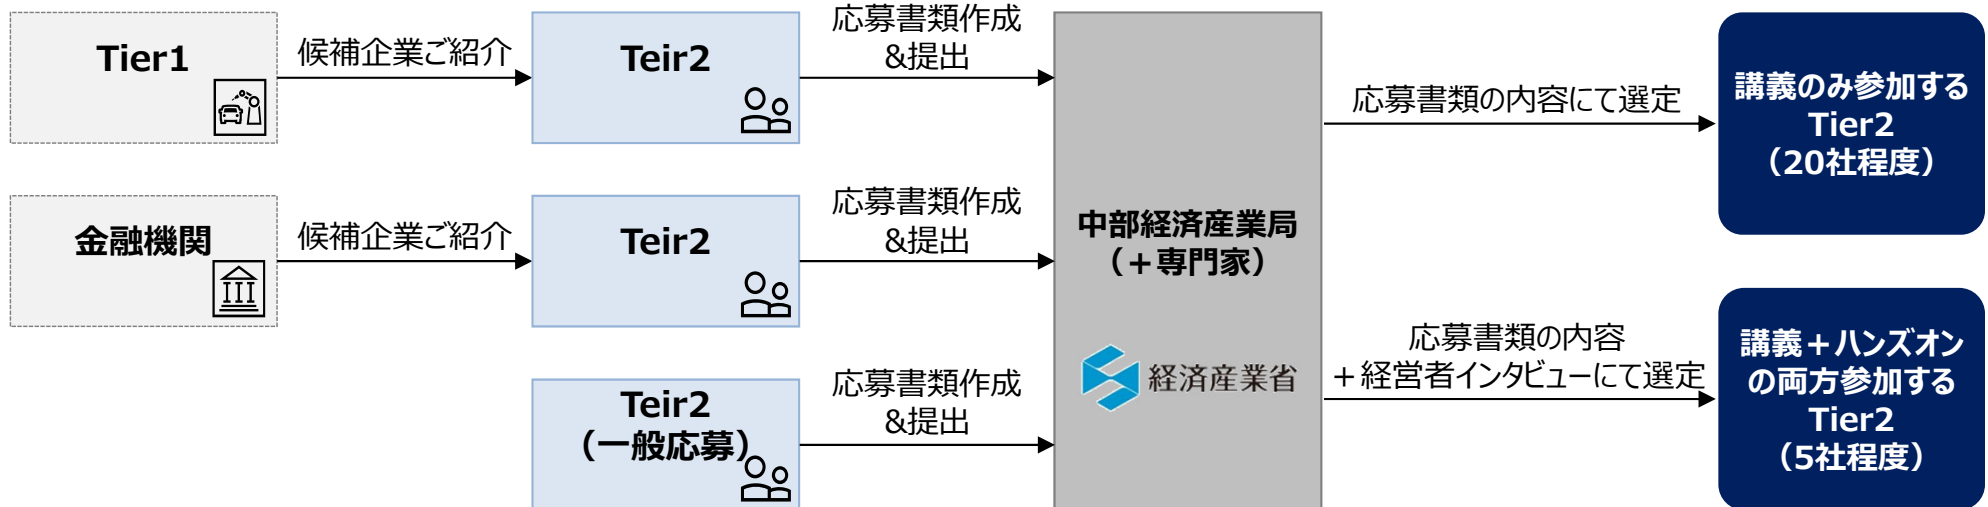 Tier1
候補企業ご紹介
Teir2
応募書類作成
&提出
金融機関
候補企業ご紹介
Teir2
応募書類作成
&提出
Teir2
（一般応募）
応募書類作成
&提出
中部経済産業局
（＋専門家）
経済産業省
応募書類の内容にて選定
講義のみ参加する
Tier2
（20社程度）
応募書類の内容
＋経営者インタビューにて選定
講義＋ハンズオン
の両方参加する
Tier2
（5社程度）